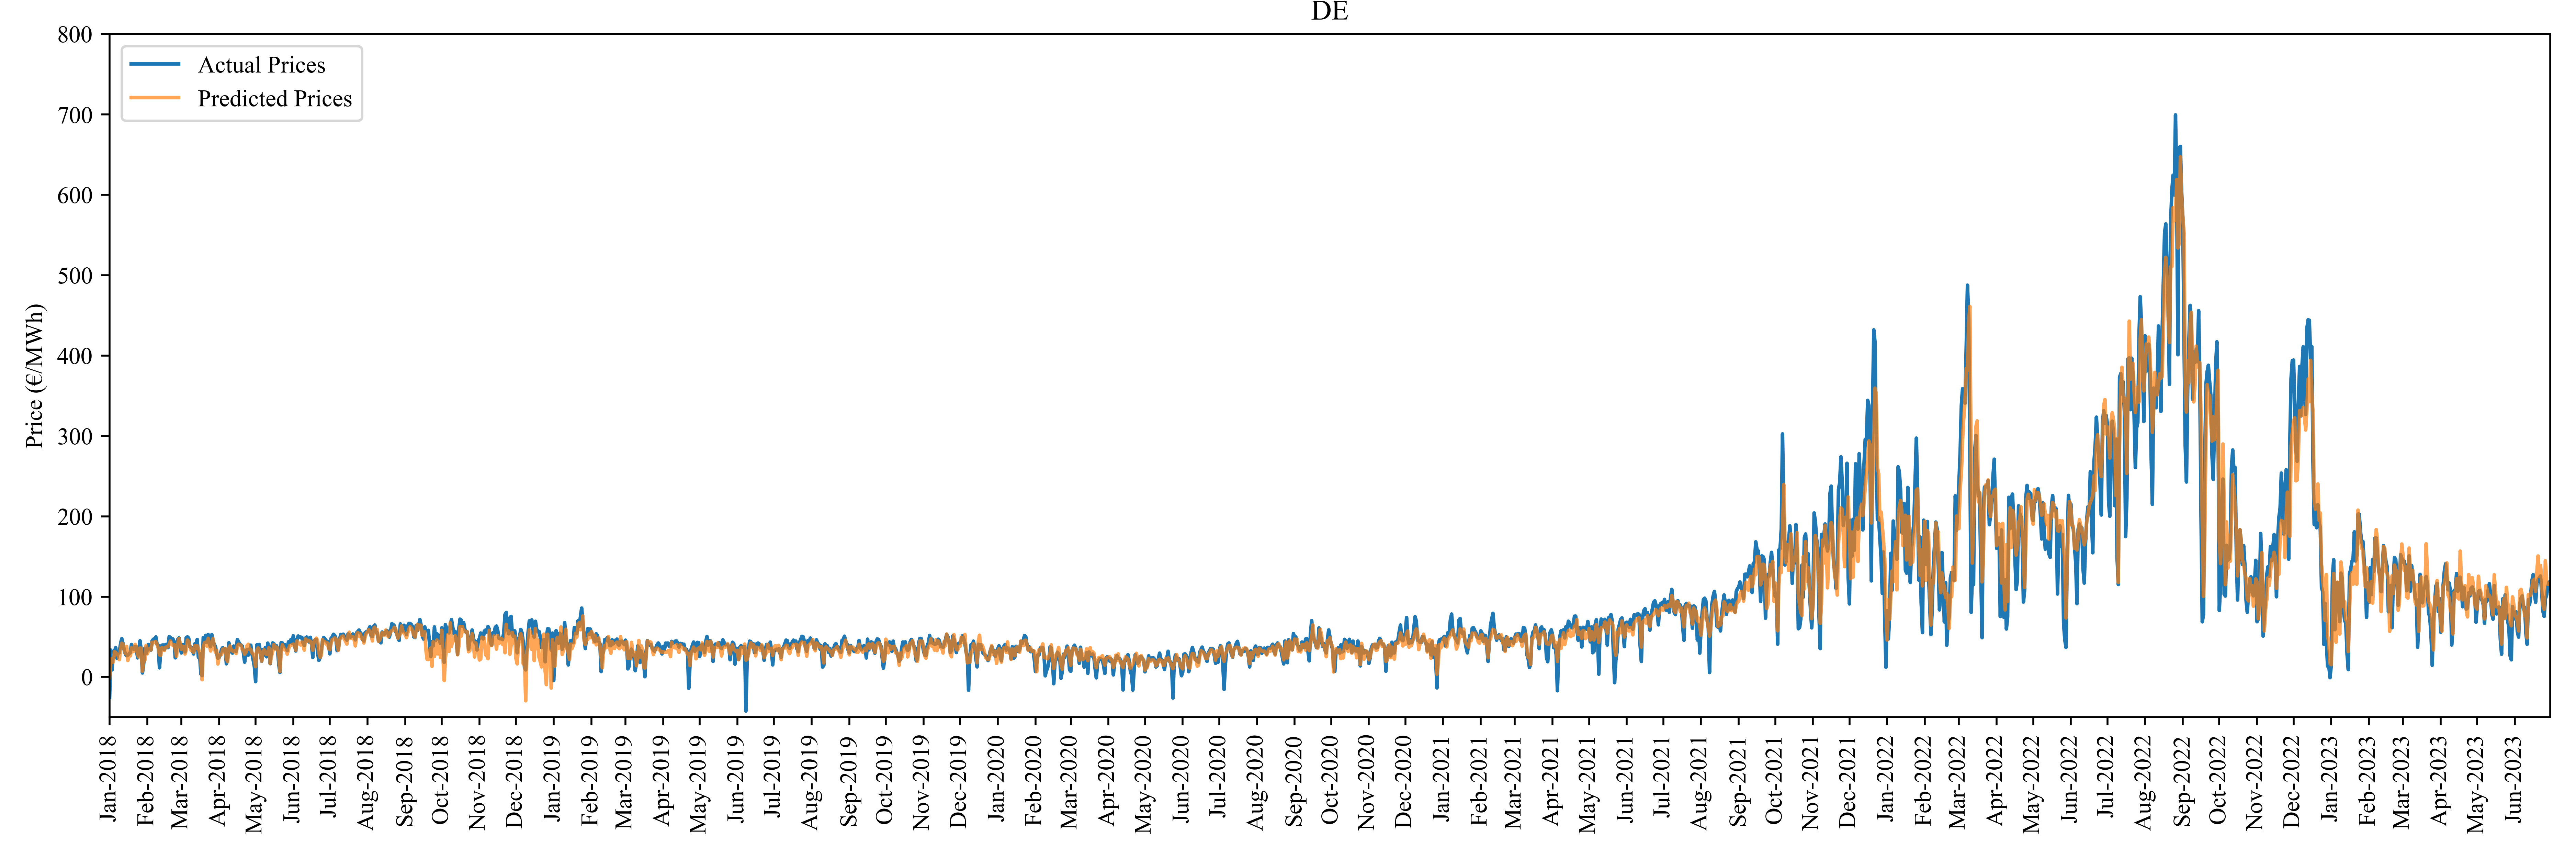 DE
Actual Prices
Predicted Prices
Price (€/MWh)
800
700
600
500
400
300
200
100
0
Jan-2018
Feb-2018
Mar-2018
Apr-2018
May-2018
Jun-2018
Jul-2018
Aug-2018
Sep-2018
Oct-2018
Nov-2018
Dec-2018
Jan-2019
Feb-2019
Mar-2019
Apr-2019
May-2019
Jun-2019
Jul-2019
Aug-2019
Sep-2019
Oct-2019
Nov-2019
Dec-2019
Jan-2020
Feb-2020
Mar-2020
Apr-2020
May-2020
Jun-2020
Jul-2020
Aug-2020
Sep-2020
Oct-2020
Nov-2020
Dec-2020
Jan-2021
Feb-2021
Mar-2021
Apr-2021
May-2021
Jun-2021
Jul-2021
Aug-2021
Sep-2021
Oct-2021
Nov-2021
Dec-2021
Jan-2022
Feb-2022
Mar-2022
Apr-2022
May-2022
Jun-2022
Jul-2022
Aug-2022
Sep-2022
Oct-2022
Nov-2022
Dec-2022
Jan-2023
Feb-2023
Mar-2023
Apr-2023
May-2023
Jun-2023